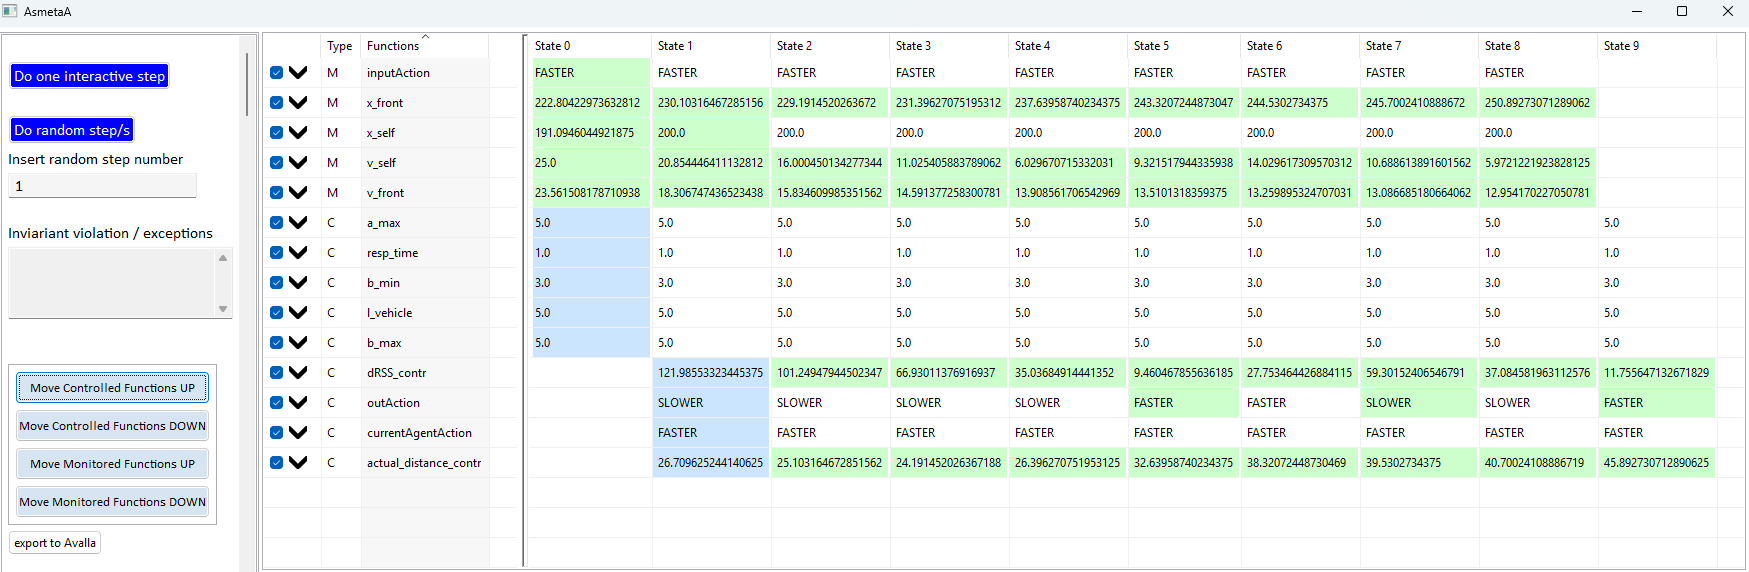 AsmetaA
Do one interactive step
Do random step/s
Insert random step number
1
Inviariant violation / exceptions
Move Controlled Functions UP
Move Controlled Functions DOWN
Move Monitored Functions UP
Move Monitored Functions DOWN
export to Avalla
Type Functions State 0 State 1 State 2 State 3 State 4 State 5 State 6 State 7 State 8 State 9
M inputAction FASTER FASTER FASTER FASTER FASTER FASTER FASTER FASTER FASTER
M x_front 222.80422973632812 230.10316467285156 229.1914520263672 231.39627075195312 237.63958740234375 243.3207244873047 244.5302734375 245.7002410888672 250.89273071289062
M x_self 191.0946044921875 200.0 200.0 200.0 200.0 200.0 200.0 200.0 200.0
M v_self 25.0 20.854446411132812 16.000450134277344 11.025405883789062 6.029670715332031 9.321517944335938 14.029617309570312 10.688613891601562 5.9721221923828125
M v_front 23.561508178710938 18.306747436523438 15.834609985351562 14.591377258300781 13.908561706542969 13.5101318359375 13.259895324707031 13.086685180664062 12.954170227050781
C a_max 5.0 5.0 5.0 5.0 5.0 5.0 5.0 5.0 5.0 5.0
C resp_time 1.0 1.0 1.0 1.0 1.0 1.0 1.0 1.0 1.0 1.0
C b_min 3.0 3.0 3.0 3.0 3.0 3.0 3.0 3.0 3.0 3.0
C l_vehicle 5.0 5.0 5.0 5.0 5.0 5.0 5.0 5.0 5.0 5.0
C b_max 5.0 5.0 5.0 5.0 5.0 5.0 5.0 5.0 5.0 5.0
C dRSS_contr 121.98553323445375 101.24947944502347 66.93011376916937 35.03684914441352 9.460467855636185 27.753464426884115 59.30152406546791 37.084581963112576 11.755647132671829
C outAction SLOWER SLOWER SLOWER SLOWER FASTER FASTER SLOWER SLOWER FASTER
C currentAgentAction FASTER FASTER FASTER FASTER FASTER FASTER FASTER FASTER FASTER
C actual_distance_contr 26.709625244140625 25.103164672851562 24.191452026367188 26.396270751953125 32.63958740234375 38.32072448730469 39.5302734375 40.70024108886719 45.892730712890625